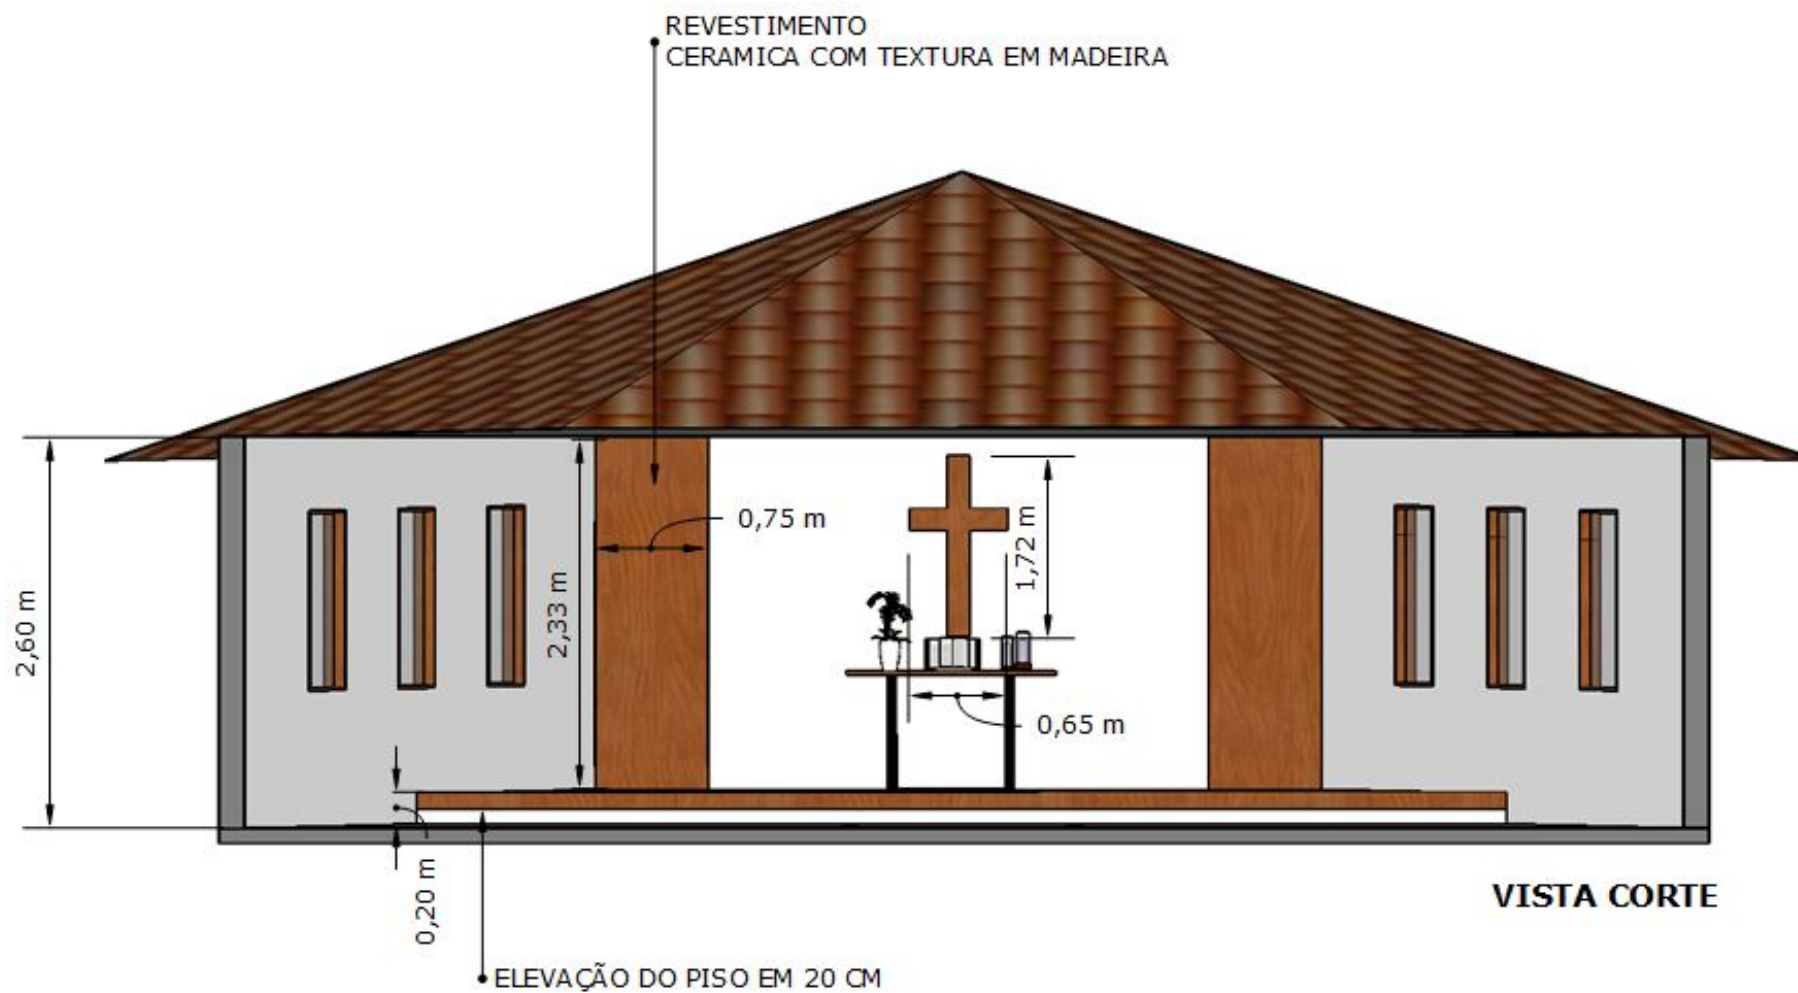 REVESTIMENTO
CERAMICA COM TEXTURA EM MADEIRA
0,75 m
1,72 m
2,33 m
2,60 m
0,65 m
0,20 m
VISTA CORTE
ELEVAÇÃO DO PISO EM 20 CM